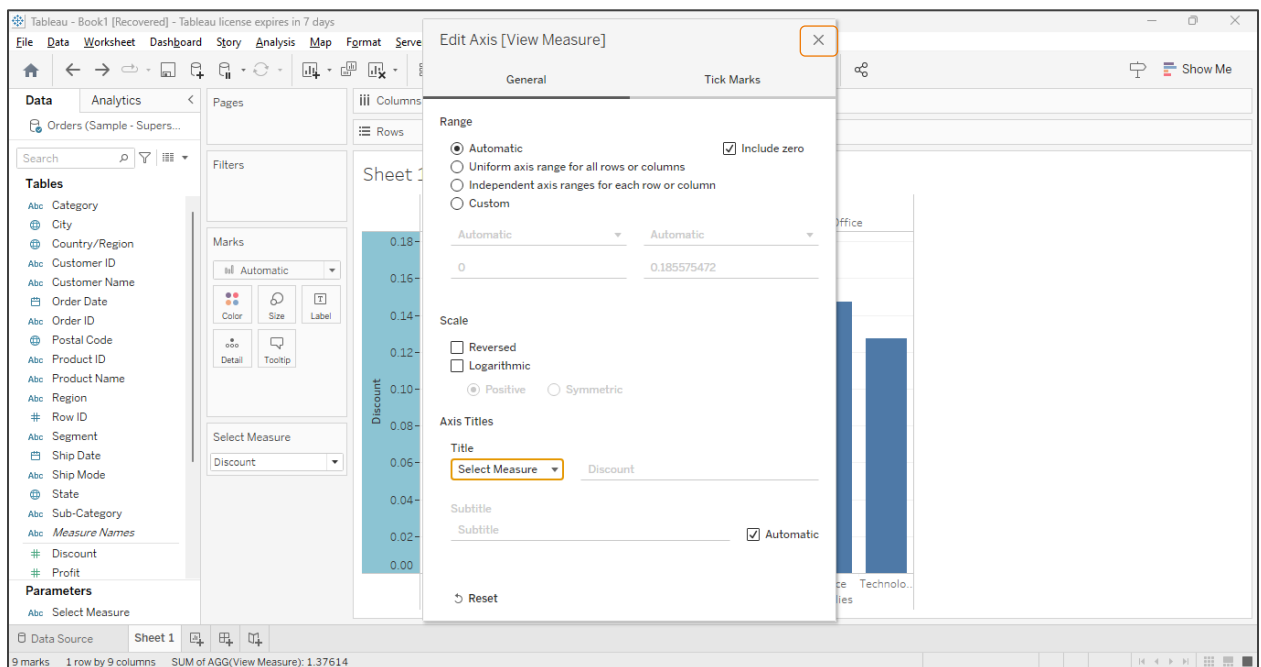 Tableau - Book1 [Recovered] - Tableau license expires in 7 days
File Data Worksheet Dashboard Story Analysis Map Format Serve
Show Me
Data Analytics
Orders (Sample - Supers...
Search
Tables
Abc Category
City
Country/Region
Abc Customer ID
Abc Customer Name
Order Date
Abc Order ID
Postal Code
Abc Product ID
Abc Product Name
Abc Region
# Row ID
Abc Segment
Ship Date
Abc Ship Mode
State
Abc Sub-Category
Abc Measure Names
# Discount
# Profit
Parameters
Abc Select Measure
Pages
Filters
Marks
Automatic
Color Size Label
Detail Tooltip
Select Measure
Discount
Columns
Rows
Sheet 1
Office
0.18
0.16
0.14
0.12
0.10
0.08
0.06
0.04
0.02
0.00
Discount
Technolo..
lies
Edit Axis [View Measure]
General Tick Marks
Range
Automatic Include zero
Uniform axis range for all rows or columns
Independent axis ranges for each row or column
Custom
Automatic Automatic
0 0.185575472
Scale
Reversed
Logarithmic
Positive Symmetric
Axis Titles
Title
Select Measure Discount
Subtitle
Subtitle Automatic
Reset
Data Source Sheet 1
9 marks 1 row by 9 columns SUM of AGG(View Measure): 1.37614